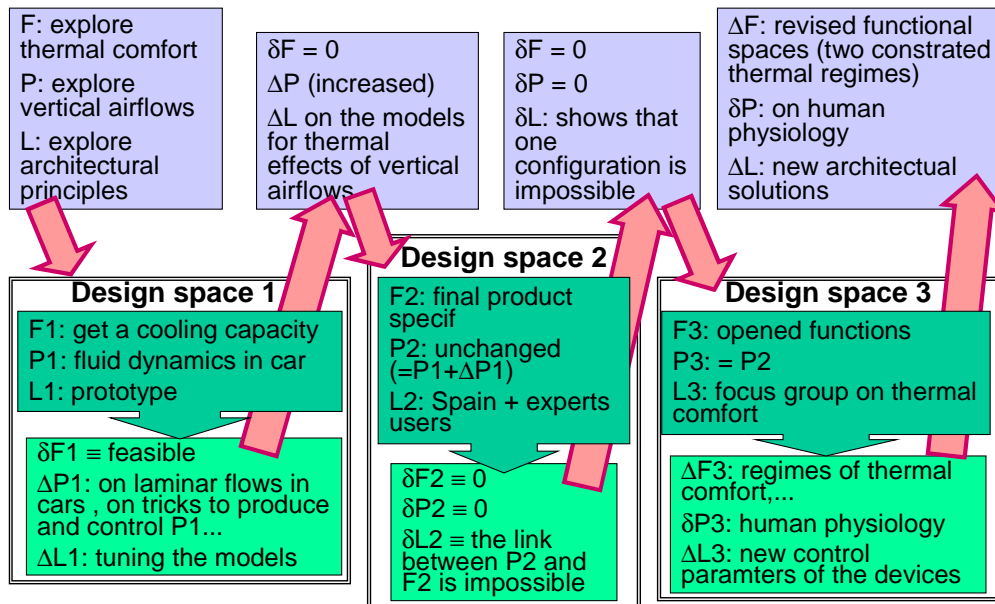 F: explore
thermal comfort
P: explore
vertical airflows
L: explore
architectural
principles
δF = 0
ΔP (increased)
ΔL on the models
for thermal
effects of vertical
airflows
δF = 0
δP = 0
δL: shows that
one
configuration is
impossible
ΔF: revised functional
spaces (two constrated
thermal regimes)
δP: on human
physiology
ΔL: new architectual
solutions
Design space 1
F1: get a cooling capacity
P1: fluid dynamics in car
L1: prototype
δF1 ≡ feasible
ΔP1: on laminar flows in
cars , on tricks to produce
and control P1...
ΔL1: tuning the models
Design space 2
F2: final product
specif
P2: unchanged
(=P1+ΔP1)
L2: Spain + experts
users
δF2 ≡ 0
δP2 ≡ 0
δL2 ≡ the link
between P2 and
F2 is impossible
Design space 3
F3: opened functions
P3: = P2
L3: focus group on thermal
comfort
ΔF3: regimes of thermal
comfort,...
δP3: human physiology
ΔL3: new control
paramters of the devices